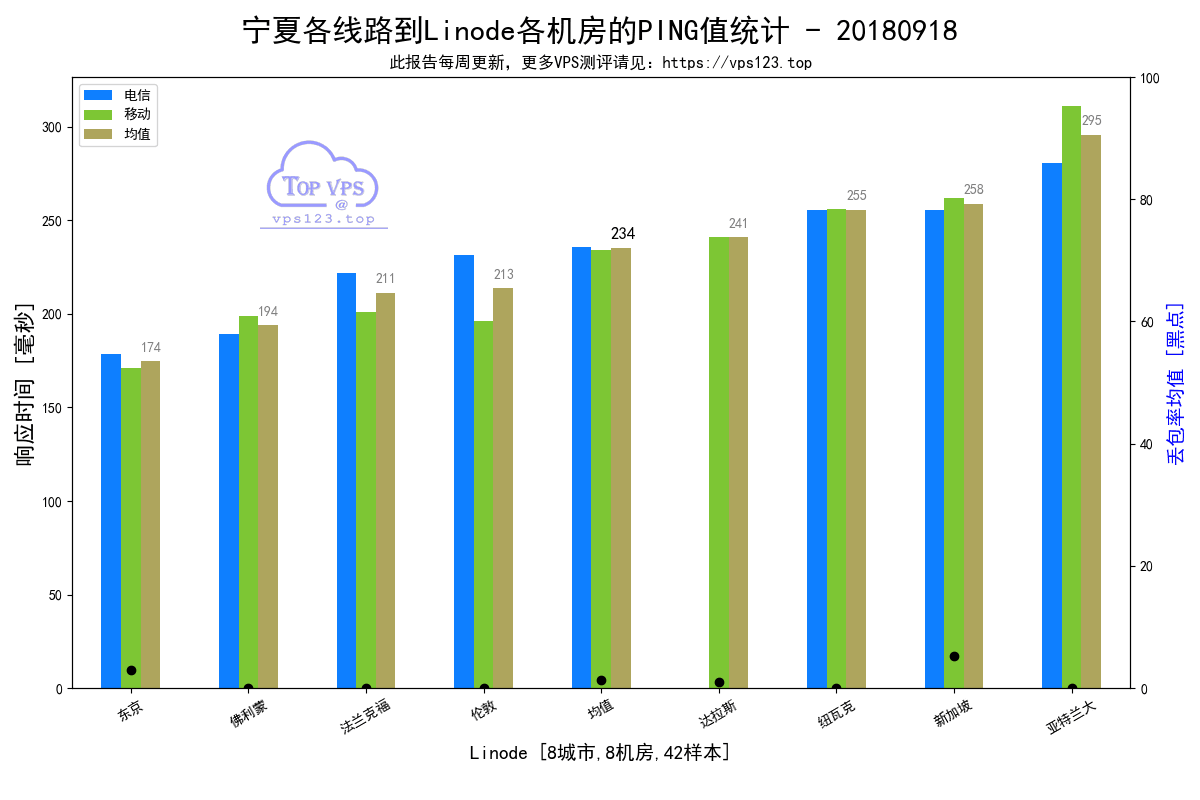 宁夏各线路到Linode各机房的PING值统计 - 20180918
此报告每周更新，更多VPS测评请见：https://vps123.top
电信
移动
均值
TOP VPS
@
vps123.top
响应时间 [毫秒]
300
250
200
150
100
50
0
174
194
211
213
234
241
255
258
295
100
80
60
40
20
0
丢包率均值 [黑点]
东京
佛利蒙
法兰克福
伦敦
均值
达拉斯
纽瓦克
新加坡
亚特兰大
Linode [8城市,8机房,42样本]